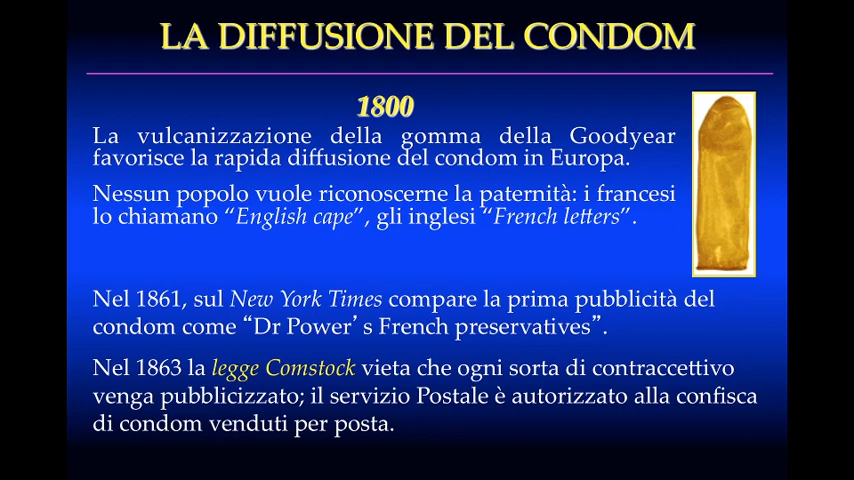 LA DIFFUSIONE DEL CONDOM
1800
La vulcanizzazione della gomma della Goodyear
favorisce la rapida diffusione del condom in Europa.
Nessun popolo vuole riconoscerne la paternità: i francesi
lo chiamano “English cape”, gli inglesi “French letters”.
Nel 1861, sul New York Times compare la prima pubblicità del
condom come “Dr Power’ s French preservatives”.
Nel 1863 la legge Comstock vieta che ogni sorta di contraccettivo
venga pubblicizzato; il servizio Postale è autorizzato alla confisca
di condom venduti per posta.